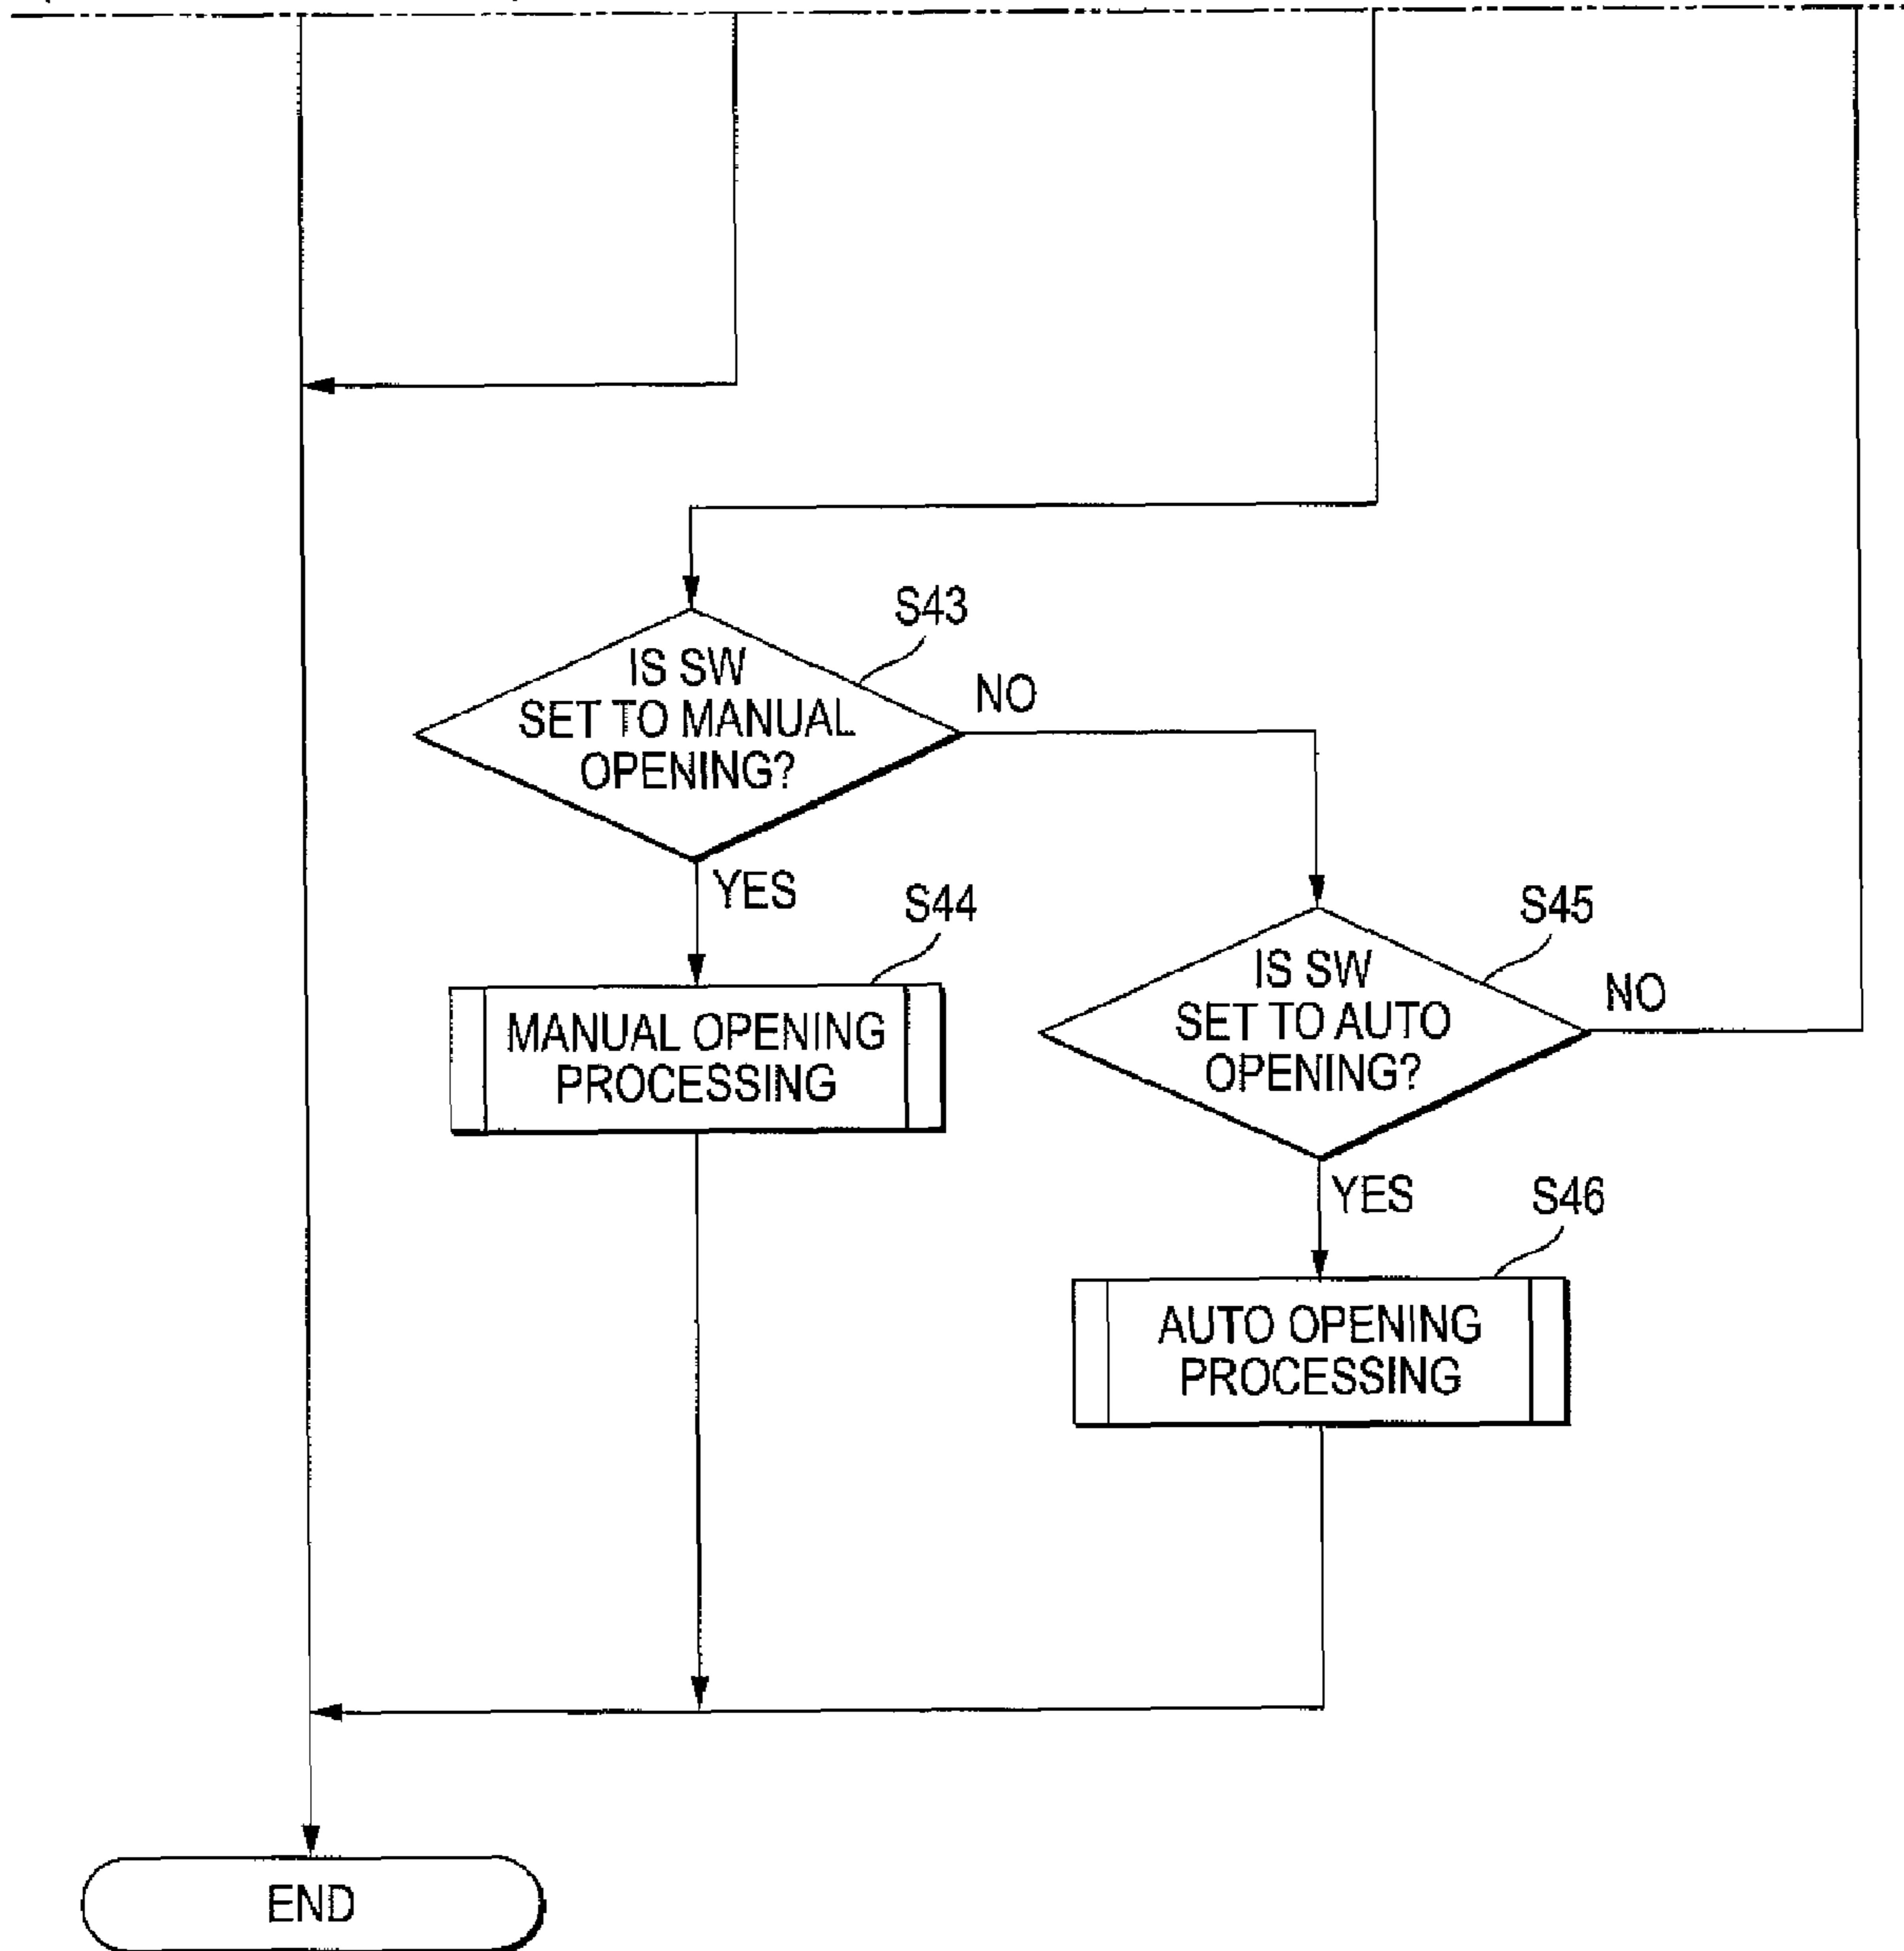 S43
IS SW
SET TO MANUAL
OPENING?
NO
YES
S44
MANUAL OPENING
PROCESSING
S45
IS SW
SET TO AUTO
OPENING?
NO
YES
S46
AUTO OPENING
PROCESSING
END